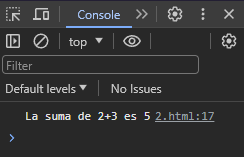 Console
top
Filter
Default levels No Issues
La suma de 2+3 es 5 2.html:17